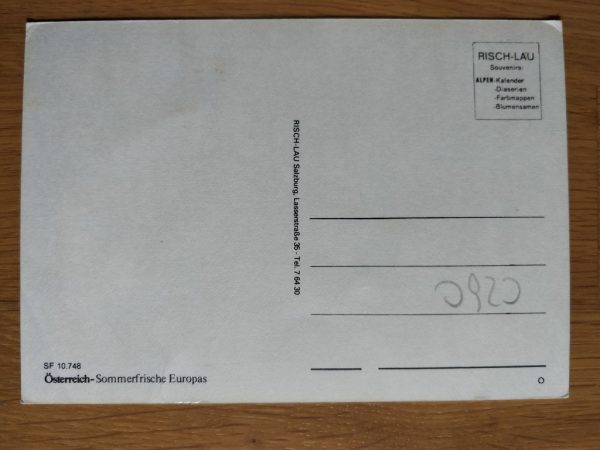 RISCH-LAU
Souvenirs:
ALPEN-Kalender
-Diaserien
-Farbmappen
-Blumensamen
RISCH-LAU Salzburg, Lasserstraße 35 - Tel. 7 64 30
SF 10.748
Österreich-Sommerfrische Europas
O